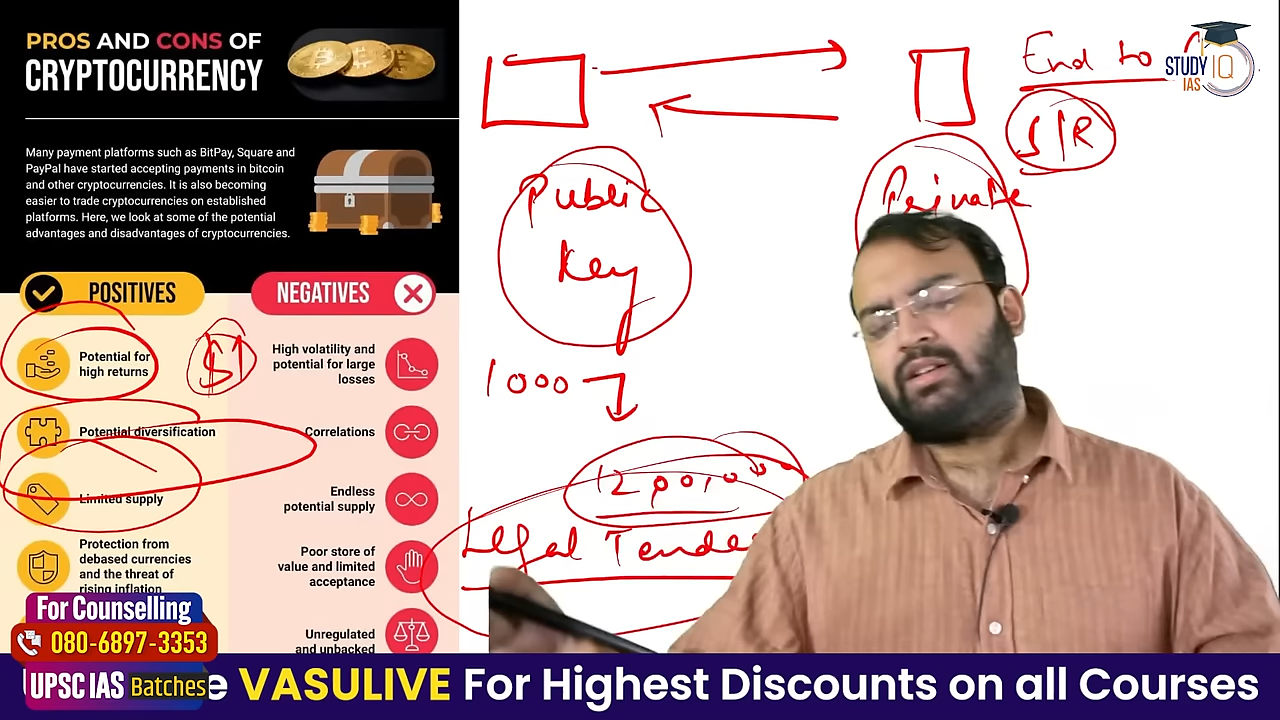 PROS AND CONS OF
CRYPTOCURRENCY
Many payment platforms such as BitPay, Square and
PayPal have started accepting payments in bitcoin
and other cryptocurrencies. It is also becoming
easier to trade cryptocurrencies on established
platforms. Here, we look at some of the potential
advantages and disadvantages of cryptocurrencies.
POSITIVES
NEGATIVES
Potential for
high returns
$1
High volatility and
potential for large
losses
Potential diversification
Correlations
Limited supply
Endless
potential supply
Protection from
debased currencies
and the threat of
rising inflation
Poor store of
value and limited
acceptance
Unregulated
and unbacked
End to
S/R
STUDY IQ
IAS
Public
Key
Private
1000
Legal Tender
For Counselling
080-6897-3353
UPSC IAS Batches
e VASULIVE For Highest Discounts on all Courses